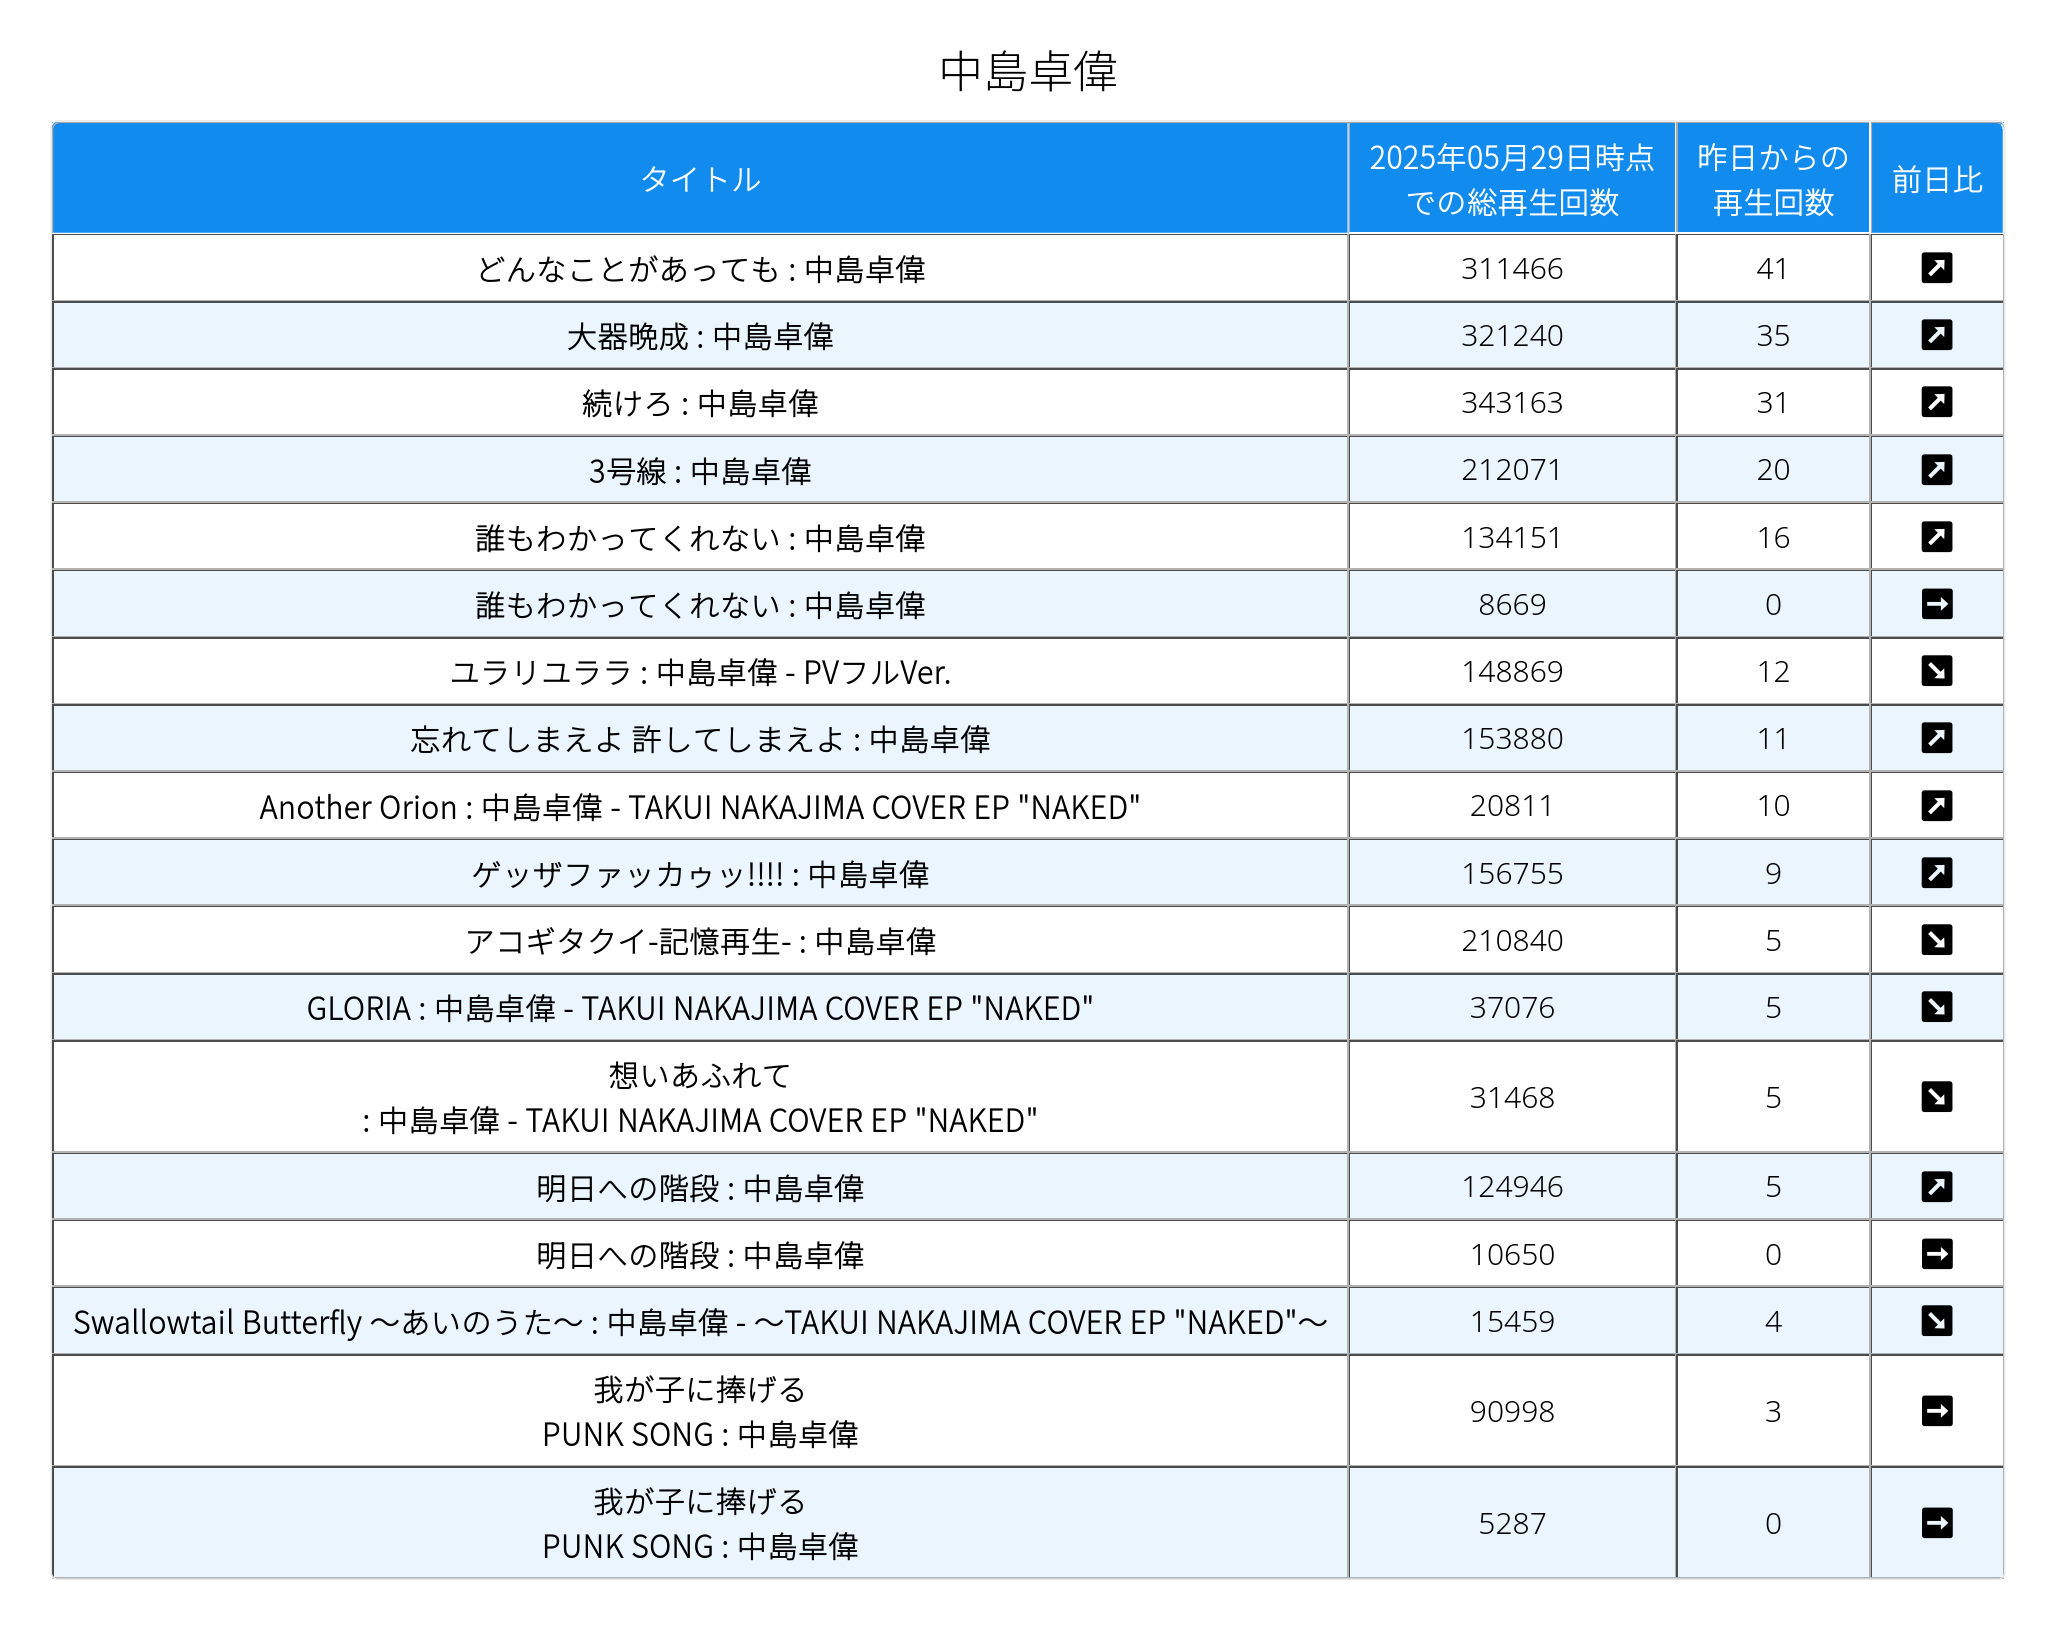 中島卓偉
タイトル 2025年05月29日時点 での総再生回数 昨日からの 再生回数 前日比
どんなことがあっても : 中島卓偉 311466 41 ↗
大器晩成 : 中島卓偉 321240 35 ↗
続けろ : 中島卓偉 343163 31 ↗
3号線 : 中島卓偉 212071 20 ↗
誰もわかってくれない : 中島卓偉 134151 16 ↗
誰もわかってくれない : 中島卓偉 8669 0 →
ユラリユララ : 中島卓偉 - PVフルVer. 148869 12 ↘
忘れてしまえよ 許してしまえよ : 中島卓偉 153880 11 ↗
Another Orion : 中島卓偉 - TAKUI NAKAJIMA COVER EP "NAKED" 20811 10 ↗
ゲッザファッカゥッ!!!! : 中島卓偉 156755 9 ↗
アコギタクイ-記憶再生- : 中島卓偉 210840 5 ↘
GLORIA : 中島卓偉 - TAKUI NAKAJIMA COVER EP "NAKED" 37076 5 ↘
想いあふれて
: 中島卓偉 - TAKUI NAKAJIMA COVER EP "NAKED" 31468 5 ↘
明日への階段 : 中島卓偉 124946 5 ↗
明日への階段 : 中島卓偉 10650 0 →
Swallowtail Butterfly 〜あいのうた〜 : 中島卓偉 - 〜TAKUI NAKAJIMA COVER EP "NAKED"〜 15459 4 ↘
我が子に捧げる
PUNK SONG : 中島卓偉 90998 3 →
我が子に捧げる
PUNK SONG : 中島卓偉 5287 0 →